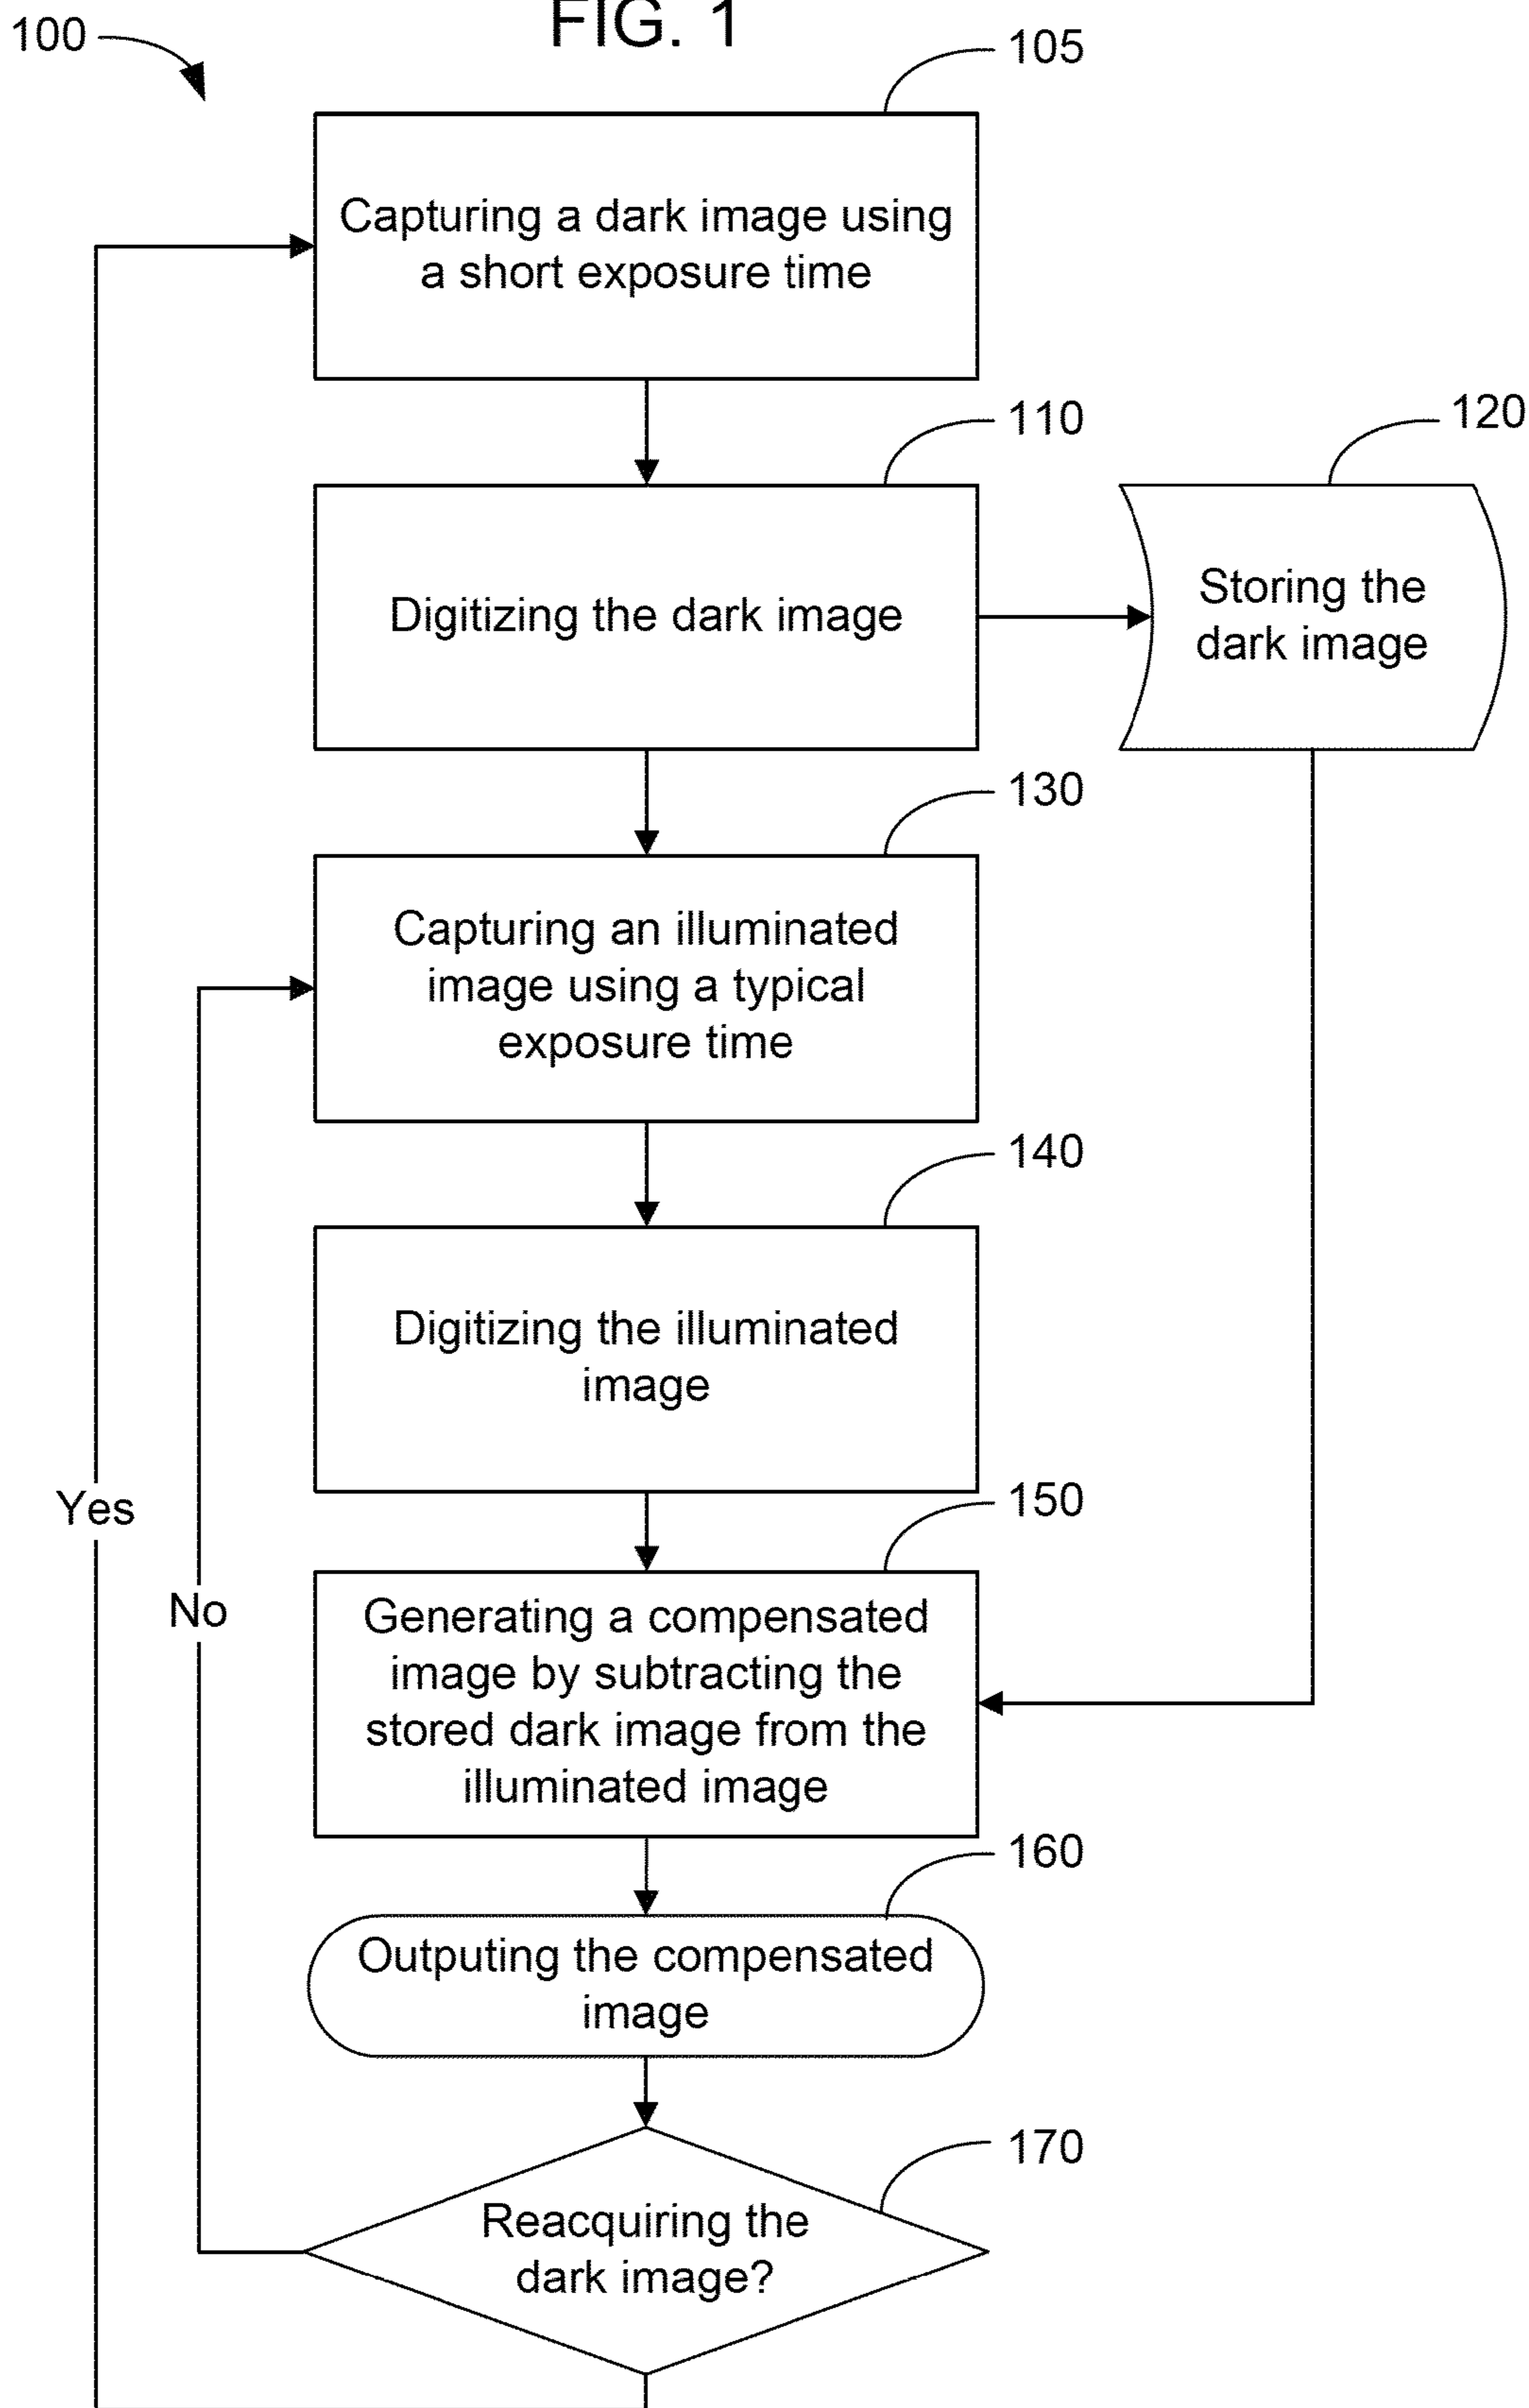 FIG. 1
100
105
Capturing a dark image using
a short exposure time
110
120
Digitizing the dark image
Storing the
dark image
130
Capturing an illuminated
image using a typical
exposure time
140
Digitizing the illuminated
image
Yes
150
No
Generating a compensated
image by subtracting the
stored dark image from the
illuminated image
160
Outputing the compensated
image
170
Reacquiring the
dark image?